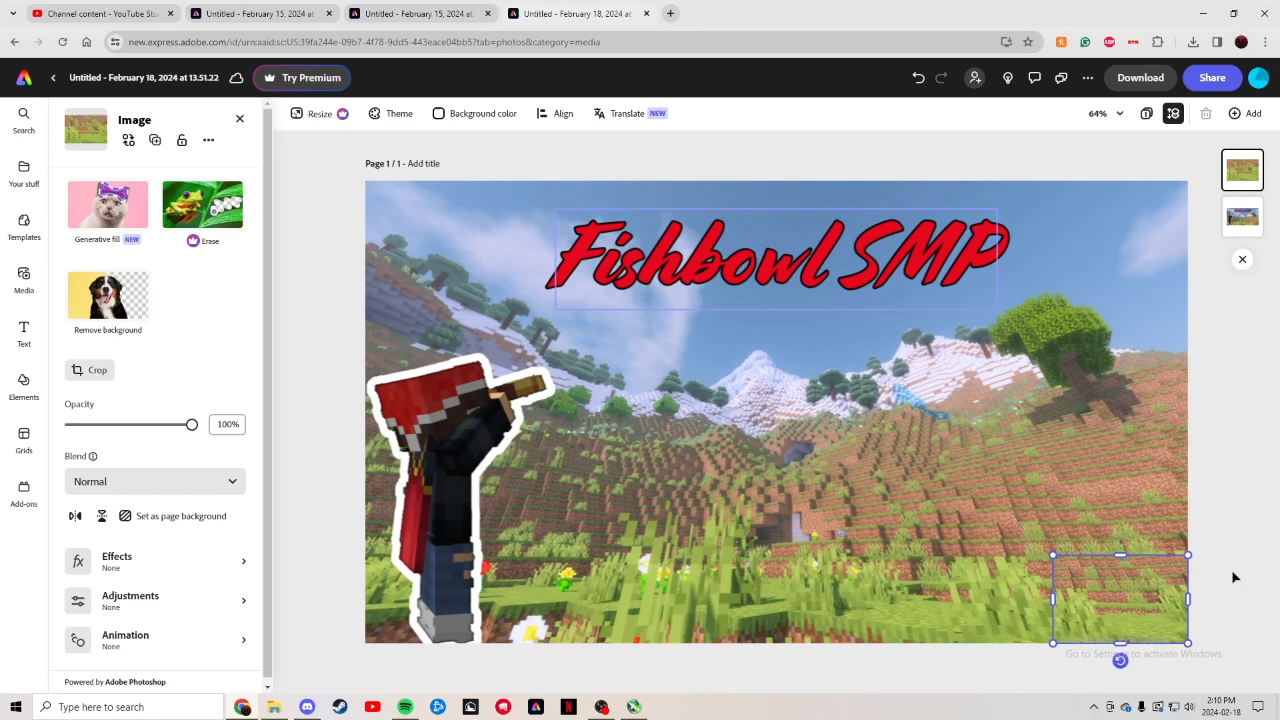 Channel content - YouTube Stu
Untitled - February 15, 2024 at
Untitled - February 15, 2024 at
Untitled - February 18, 2024 at
new.express.adobe.com/id/urn:aaid:sc:US:39fa244e-09b7-4f78-9dd5-443eace04bb5?tab=photos&category=media
Untitled - February 18, 2024 at 13.51.22
Try Premium
Download
Share
Search
Your stuff
Templates
Media
Text
Elements
Grids
Add-ons
Image
Generative fill NEW
Erase
Remove background
Crop
Opacity
100%
Blend
Normal
Set as page background
fx
Effects
None
Adjustments
None
Animation
None
Powered by Adobe Photoshop
Resize
Theme
Background color
Align
Translate NEW
64%
Add
Page 1 / 1 - Add title
Fishbowl SMP
Go to Settings to activate Windows.
Type here to search
2:10 PM
2024-02-18